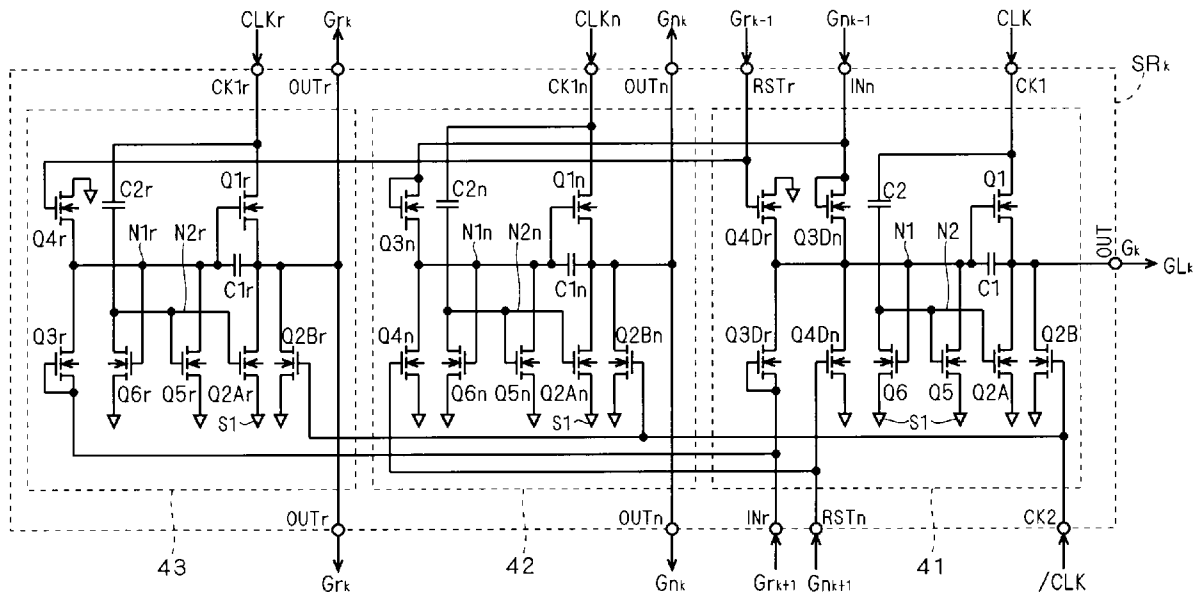 CLKr Grk CLKn Gnk Grk-1 Gnk-1 CLK
SRk
CK1r OUTr CK1n OUTn RSTr INn CK1
C2r Q1r C2n Q1n C2 Q1
Q4r N1r N2r Q3n N1n N2n Q4Dr Q3Dn N1 N2 OUT Gk
C1r C1n C1 GLk
Q3r Q2Br Q4n Q2Bn Q3Dr Q4Dn Q2B
Q6r Q5r Q2Ar Q6n Q5n Q2An Q6 Q5 Q2A
S1 S1 S1
OUTr OUTn INr RSTn CK2
43 42 41
Grk Gnk Grk+1 Gnk+1 /CLK